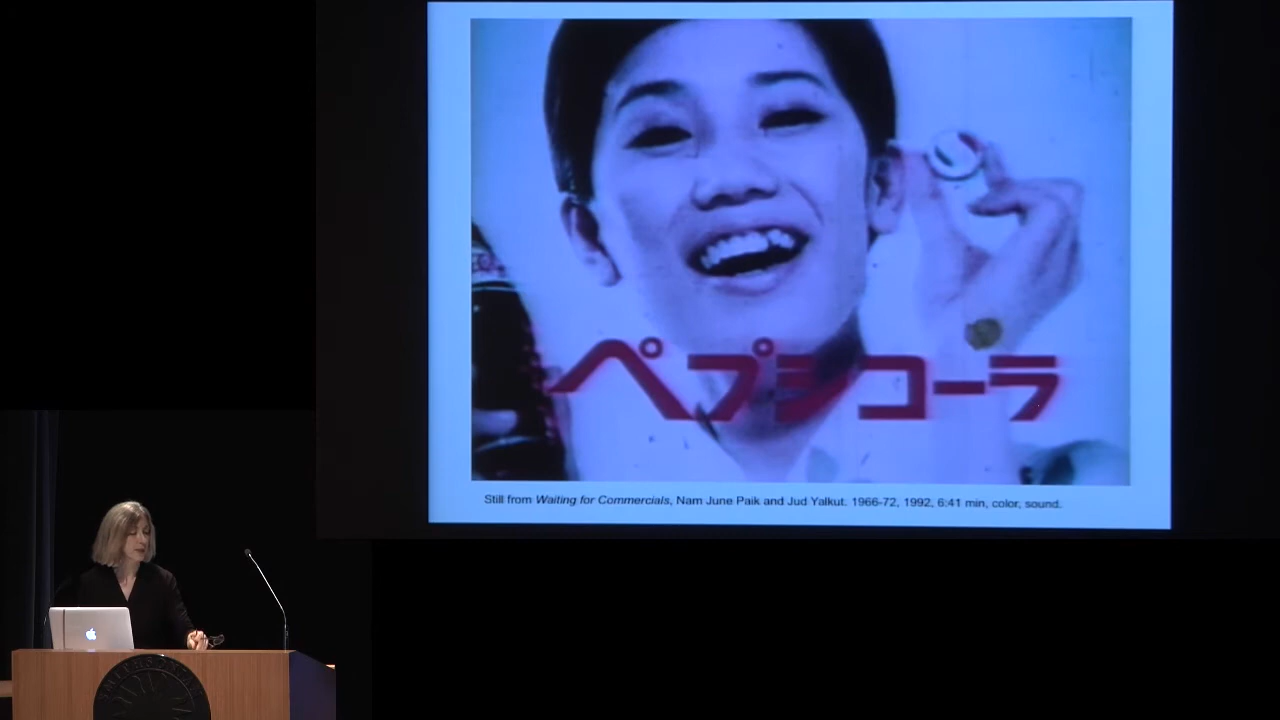 ペプシコーラ
Still from Waiting for Commercials, Nam June Paik and Jud Yalkut. 1966-72, 1992, 6:41 min, color, sound.